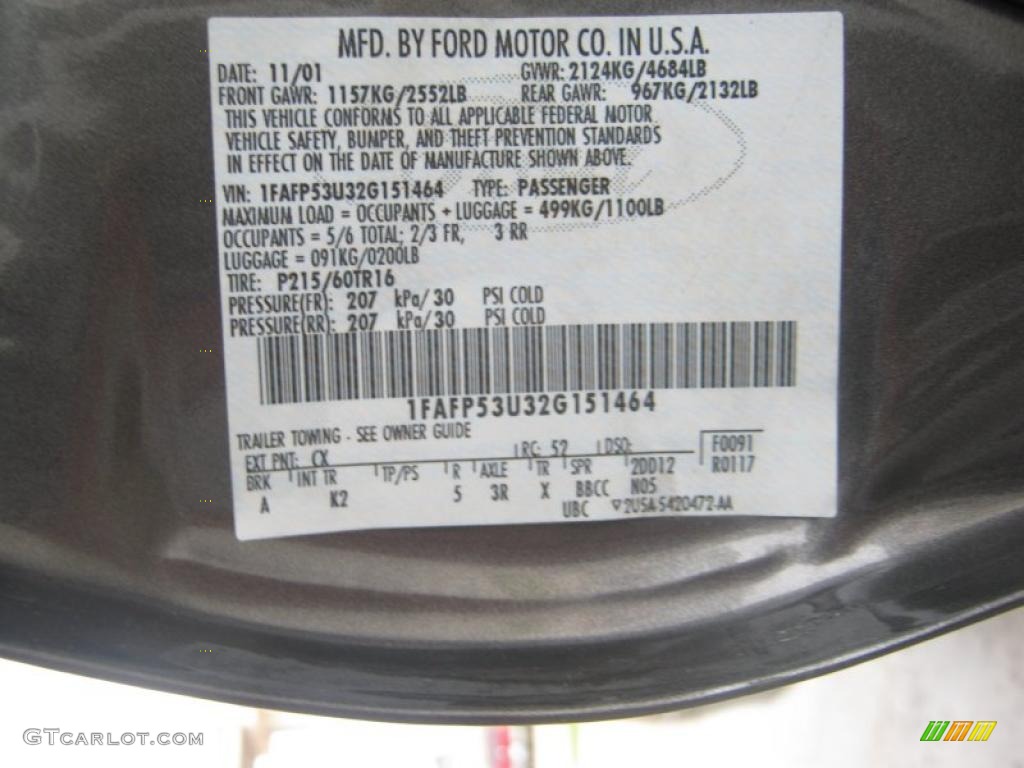 MFD. BY FORD MOTOR CO. IN U.S.A.
DATE: 11/01 GVWR: 2124KG/4684LB
FRONT GAWR: 1157KG/2552LB REAR GAWR: 967KG/2132LB
THIS VEHICLE CONFORMS TO ALL APPLICABLE FEDERAL MOTOR
VEHICLE SAFETY, BUMPER, AND THEFT PREVENTION STANDARDS
IN EFFECT ON THE DATE OF MANUFACTURE SHOWN ABOVE.
VIN: 1FAFP53U32G151464 TYPE: PASSENGER
MAXIMUM LOAD = OCCUPANTS + LUGGAGE = 499KG/1100LB
OCCUPANTS = 5/6 TOTAL; 2/3 FR, 3 RR
LUGGAGE = 091KG/0200LB
TIRE: P215/60TR16
PRESSURE(FR): 207 kPa/30 PSI COLD
PRESSURE(RR): 207 kPa/30 PSI COLD
1FAFP53U32G151464
TRAILER TOWING - SEE OWNER GUIDE
EXT PNT: CX RC: 52 DSO: F0091
BRK INT TR TP/PS R AXLE TR SPR 2DD12 R0117
A K2 5 3R X BBCC N05
UBC 2U5A-5420472-AA
GTCARLOT.COM